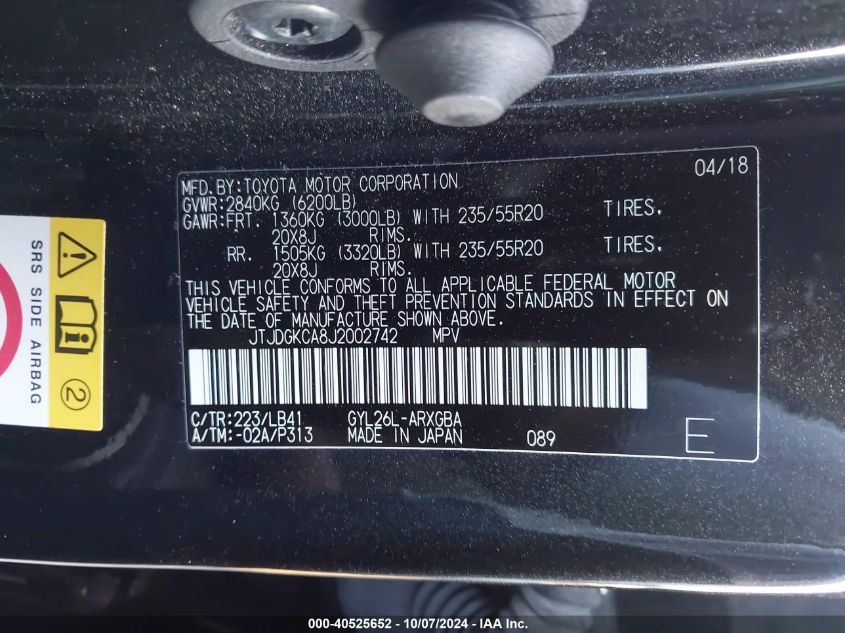 04/18
MFD.BY:TOYOTA MOTOR CORPORATION
GVWR:2840KG (6200LB)
GAWR:FRT. 1360KG (3000LB) WITH 235/55R20 TIRES,
20X8J RIMS.
RR. 1505KG (3320LB) WITH 235/55R20 TIRES,
20X8J RIMS.
THIS VEHICLE CONFORMS TO ALL APPLICABLE FEDERAL MOTOR
VEHICLE SAFETY AND THEFT PREVENTION STANDARDS IN EFFECT ON
THE DATE OF MANUFACTURE SHOWN ABOVE.
JTJDGKCA8J2002742 MPV
C/TR:223/LB41 GYL26L-ARXGBA
A/TM:-02A/P313 MADE IN JAPAN 089 E
SRS SIDE AIRBAG
2
000-40525652 - 10/07/2024 - IAA Inc.